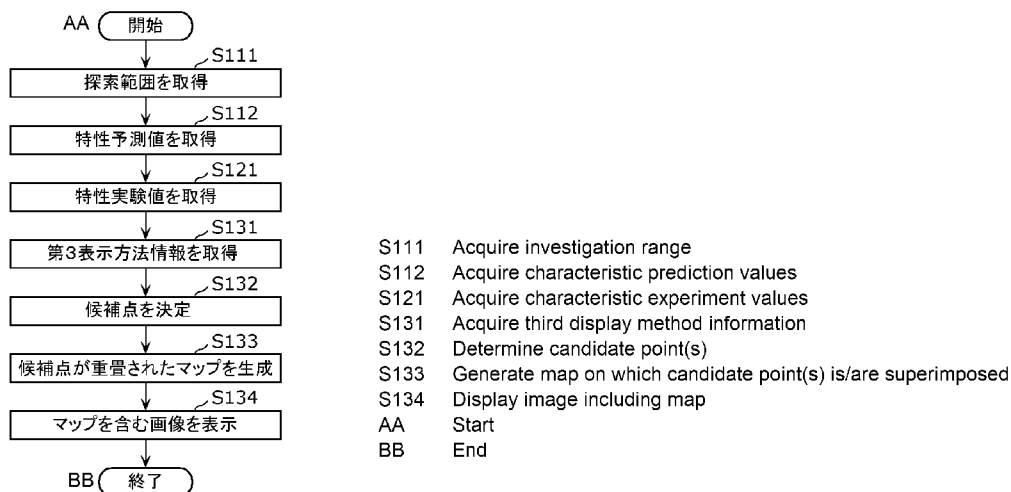 AA 開始
S111
探索範囲を取得
S112
特性予測値を取得
S121
特性実験値を取得
S131
第3表示方法情報を取得
S132
候補点を決定
S133
候補点が重畳されたマップを生成
S134
マップを含む画像を表示
BB 終了
S111 Acquire investigation range
S112 Acquire characteristic prediction values
S121 Acquire characteristic experiment values
S131 Acquire third display method information
S132 Determine candidate point(s)
S133 Generate map on which candidate point(s) is/are superimposed
S134 Display image including map
AA Start
BB End